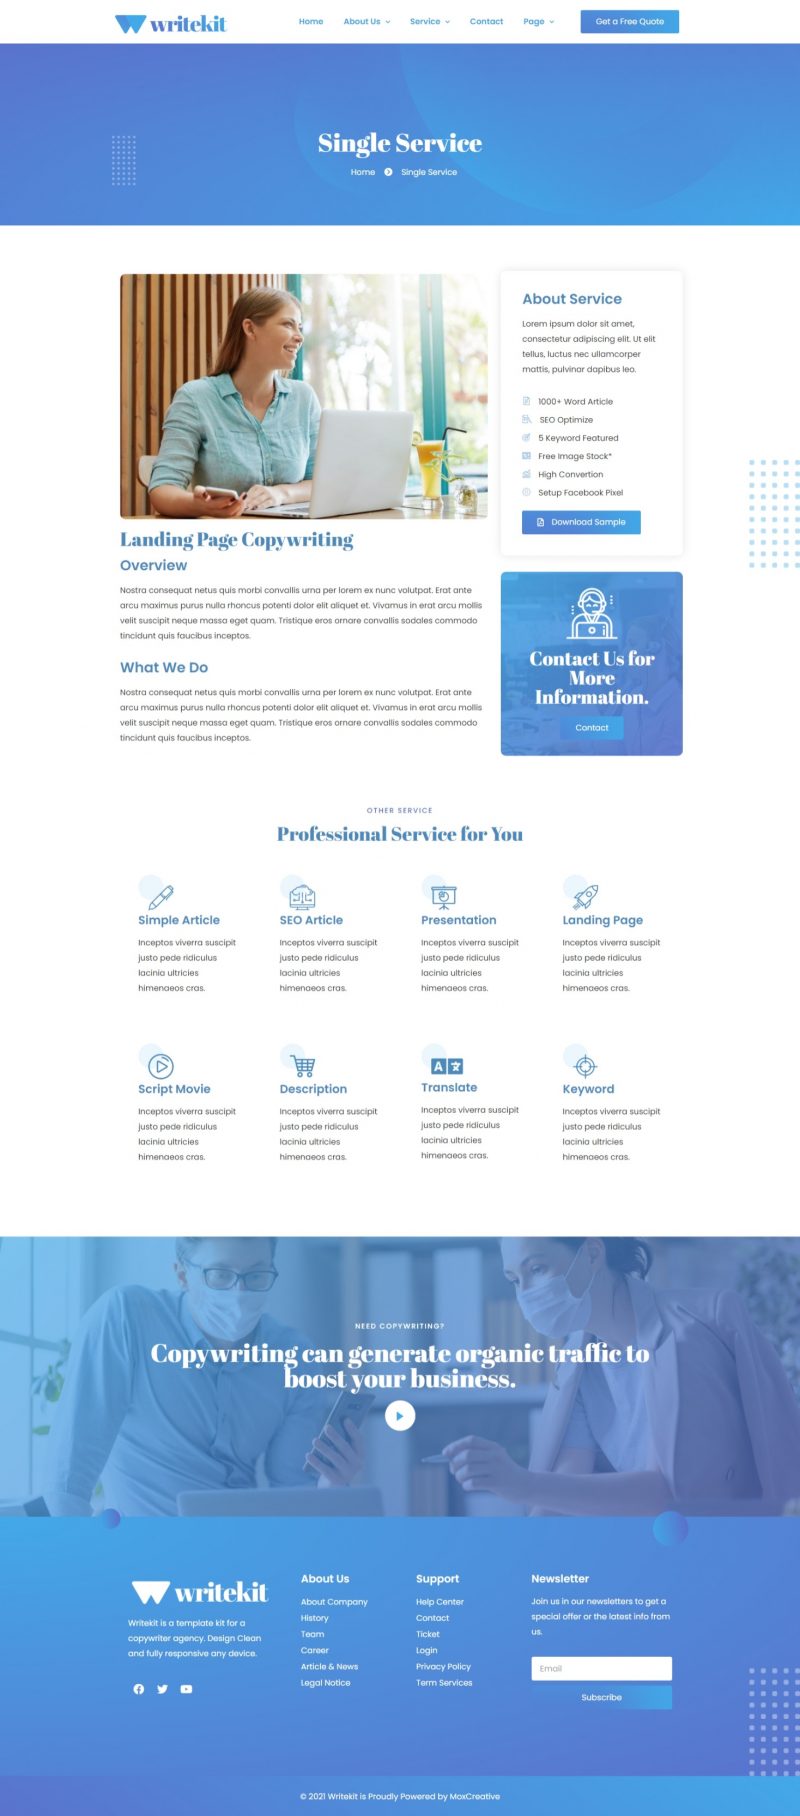 writekit
Home
About Us
Service
Contact
Page
Get a Free Quote
Single Service
Home
Single Service
About Service
Lorem ipsum dolor sit amet,
consectetur adipiscing elit. Ut elit
tellus, luctus nec ullamcorper
mattis, pulvinar dapibus leo.
1000+ Word Article
SEO Optimize
5 Keyword Featured
Free Image Stock*
High Convertion
Setup Facebook Pixel
Download Sample
Landing Page Copywriting
Overview
Nostra consequat netus quis morbi convallis urna per lorem ex nunc volutpat. Erat ante
arcu maximus purus nulla rhoncus potenti dolor elit aliquet et. Vivamus in erat arcu mollis
velit suscipit neque massa eget quam. Tristique eros ornare convallis sodales commodo
tincidunt quis faucibus inceptos.
What We Do
Nostra consequat netus quis morbi convallis urna per lorem ex nunc volutpat. Erat ante
arcu maximus purus nulla rhoncus potenti dolor elit aliquet et. Vivamus in erat arcu mollis
velit suscipit neque massa eget quam. Tristique eros ornare convallis sodales commodo
tincidunt quis faucibus inceptos.
Contact Us for
More
Information.
Contact
OTHER SERVICE
Professional Service for You
Simple Article
Inceptos viverra suscipit
justo pede ridiculus
lacinia ultricies
himenaeos cras.
SEO Article
Inceptos viverra suscipit
justo pede ridiculus
lacinia ultricies
himenaeos cras.
Presentation
Inceptos viverra suscipit
justo pede ridiculus
lacinia ultricies
himenaeos cras.
Landing Page
Inceptos viverra suscipit
justo pede ridiculus
lacinia ultricies
himenaeos cras.
Script Movie
Inceptos viverra suscipit
justo pede ridiculus
lacinia ultricies
himenaeos cras.
Description
Inceptos viverra suscipit
justo pede ridiculus
lacinia ultricies
himenaeos cras.
Translate
Inceptos viverra suscipit
justo pede ridiculus
lacinia ultricies
himenaeos cras.
Keyword
Inceptos viverra suscipit
justo pede ridiculus
lacinia ultricies
himenaeos cras.
NEED COPYWRITING?
Copywriting can generate organic traffic to
boost your business.
writekit
Writekit is a template kit for a
copywriter agency. Design Clean
and fully responsive any device.
About Us
About Company
History
Team
Career
Article & News
Legal Notice
Support
Help Center
Contact
Ticket
Login
Privacy Policy
Term Services
Newsletter
Join us in our newsletters to get a
special offer or the latest info from
us.
Email
Subscribe
© 2021 Writekit is Proudly Powered by MoxCreative